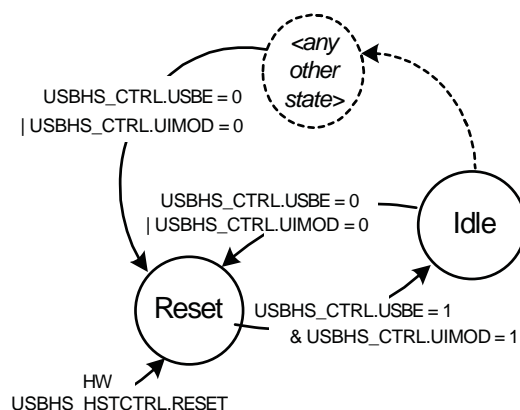 <any
other
state>
USBHS_CTRL.USBE = 0
| USBHS_CTRL.UIMOD = 0
USBHS_CTRL.USBE = 0
| USBHS_CTRL.UIMOD = 0
Idle
Reset
USBHS_CTRL.USBE = 1
& USBHS_CTRL.UIMOD = 1
HW
USBHS_HSTCTRL.RESET